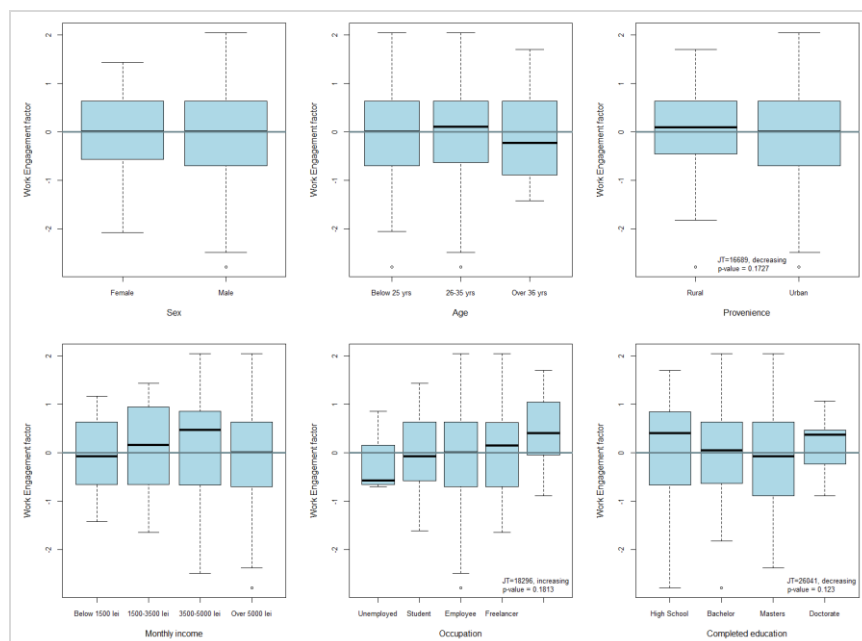 Work Engagement factor
2
1
0
-1
-2
Female
Male
Sex
Work Engagement factor
2
1
0
-1
-2
Below 25 yrs
26-35 yrs
Over 36 yrs
Age
Work Engagement factor
2
1
0
-1
-2
JT=16689, decreasing
p-value = 0.1727
Rural
Urban
Provenience
Work Engagement factor
2
1
0
-1
-2
Below 1500 lei
1500-3500 lei
3500-5000 lei
Over 5000 lei
Monthly income
Work Engagement factor
2
1
0
-1
-2
JT=18296, increasing
p-value = 0.1813
Unemployed
Student
Employee
Freelancer
Occupation
Work Engagement factor
2
1
0
-1
-2
JT=26041, decreasing
p-value = 0.123
High School
Bachelor
Masters
Doctorate
Completed education